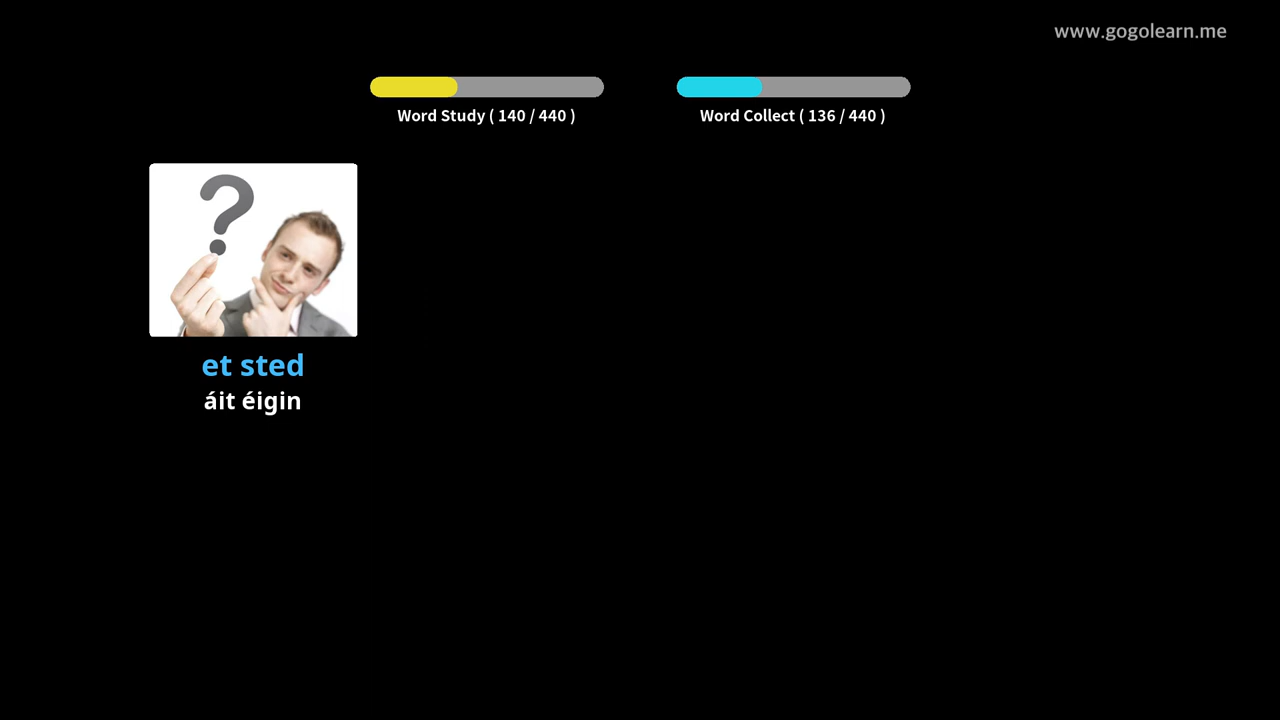 www.gogolearn.me
Word Study ( 140 / 440 )
Word Collect ( 136 / 440 )
?
et sted
áit éigin